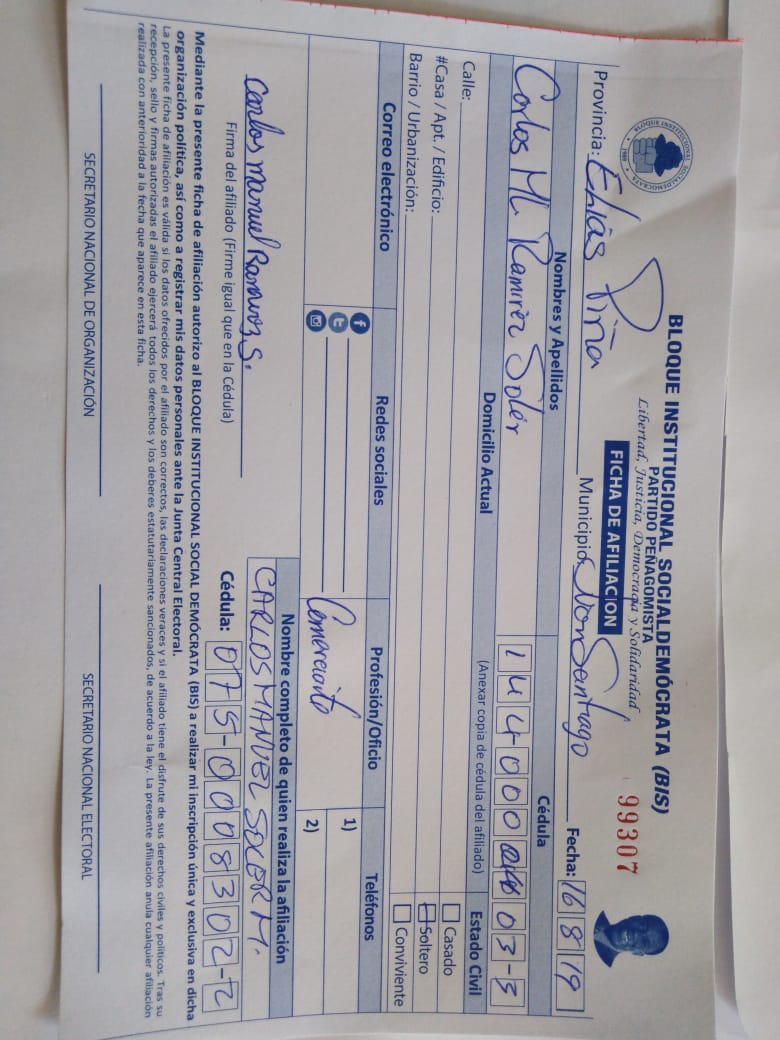 BLOQUE INSTITUCIONAL SOCIALDEMÓCRATA (BIS)
PARTIDO PEÑAGOMISTA
Libertad, Justicia, Democracia y Solidaridad
99307
FICHA DE AFILIACIÓN
BLOQUE INSTITUCIONAL SOCIALDEMÓCRATA
Provincia: Elías Piña Municipio: Fecha: 16 8 19
Nombres y Apellidos Cédula
Carlos Ml. Ramirez Soler
Domicilio Actual (Anexar copia de cédula del afiliado) Estado Civil
Calle: Casado
#Casa / Apt. / Edificio: Soltero
Barrio / Urbanización: Conviviente
Correo electrónico Redes sociales Profesión/Oficio Teléfonos
1)
2)
Carlos Manuel S.
Firma del afiliado (Firme igual que en la Cédula)
Nombre completo de quien realiza la afiliación
CARLOS MANUEL M.
Cédula: 075-0008302-2
Mediante la presente ficha de afiliación autorizo al BLOQUE INSTITUCIONAL SOCIAL DEMÓCRATA (BIS) a realizar mi inscripción única y exclusiva en dicha
organización política, así como a registrar mis datos personales ante la Junta Central Electoral.
La presente ficha de afiliación es válida si los datos ofrecidos por el afiliado son correctos, las declaraciones veraces y si el afiliado tiene el disfrute de sus derechos civiles y políticos. Tras su
recepción, sello y firmas autorizadas el afiliado ejercerá todos los derechos y los deberes estatutariamente sancionados, de acuerdo a la ley. La presente afiliación anula cualquier afiliación
realizada con anterioridad a la fecha que aparece en esta ficha.
SECRETARIO NACIONAL DE ORGANIZACIÓN SECRETARIO NACIONAL ELECTORAL